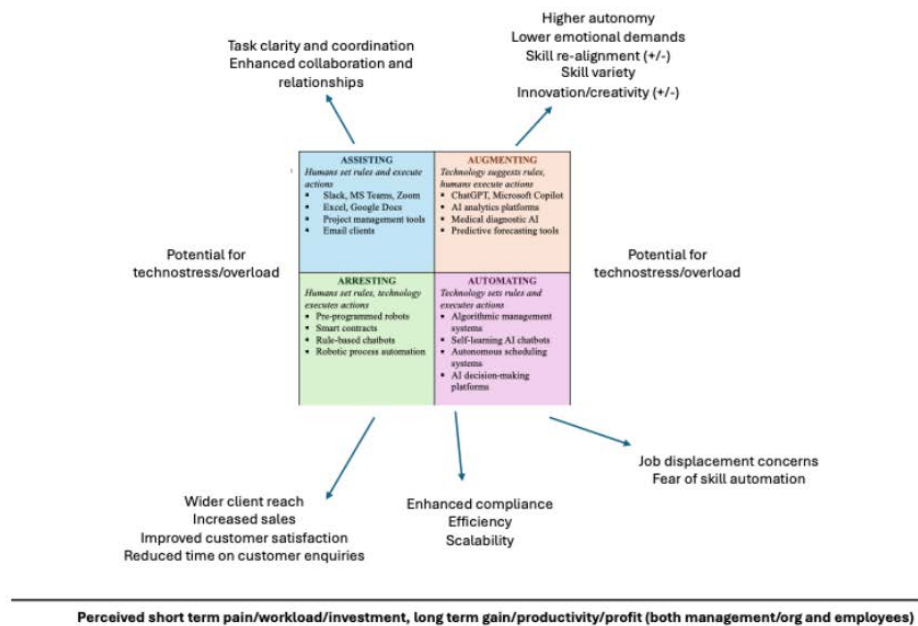 Higher autonomy
Lower emotional demands
Skill re-alignment (+/-)
Skill variety
Innovation/creativity (+/-)
Task clarity and coordination
Enhanced collaboration and
relationships
ASSISTING
Humans set rules and execute
actions
▪ Slack, MS Teams, Zoom
▪ Excel, Google Docs
▪ Project management tools
▪ Email clients
AUGMENTING
Technology suggests rules,
humans execute actions
▪ ChatGPT, Microsoft Copilot
▪ AI analytics platforms
▪ Medical diagnostic AI
▪ Predictive forecasting tools
Potential for
technostress/overload
Potential for
technostress/overload
ARRESTING
Humans set rules, technology
executes actions
▪ Pre-programmed robots
▪ Smart contracts
▪ Rule-based chatbots
▪ Robotic process automation
AUTOMATING
Technology sets rules and
executes actions
▪ Algorithmic management
systems
▪ Self-learning AI chatbots
▪ Autonomous scheduling
systems
▪ AI decision-making
platforms
Job displacement concerns
Fear of skill automation
Wider client reach
Increased sales
Improved customer satisfaction
Reduced time on customer enquiries
Enhanced compliance
Efficiency
Scalability
Perceived short term pain/workload/investment, long term gain/productivity/profit (both management/org and employees)